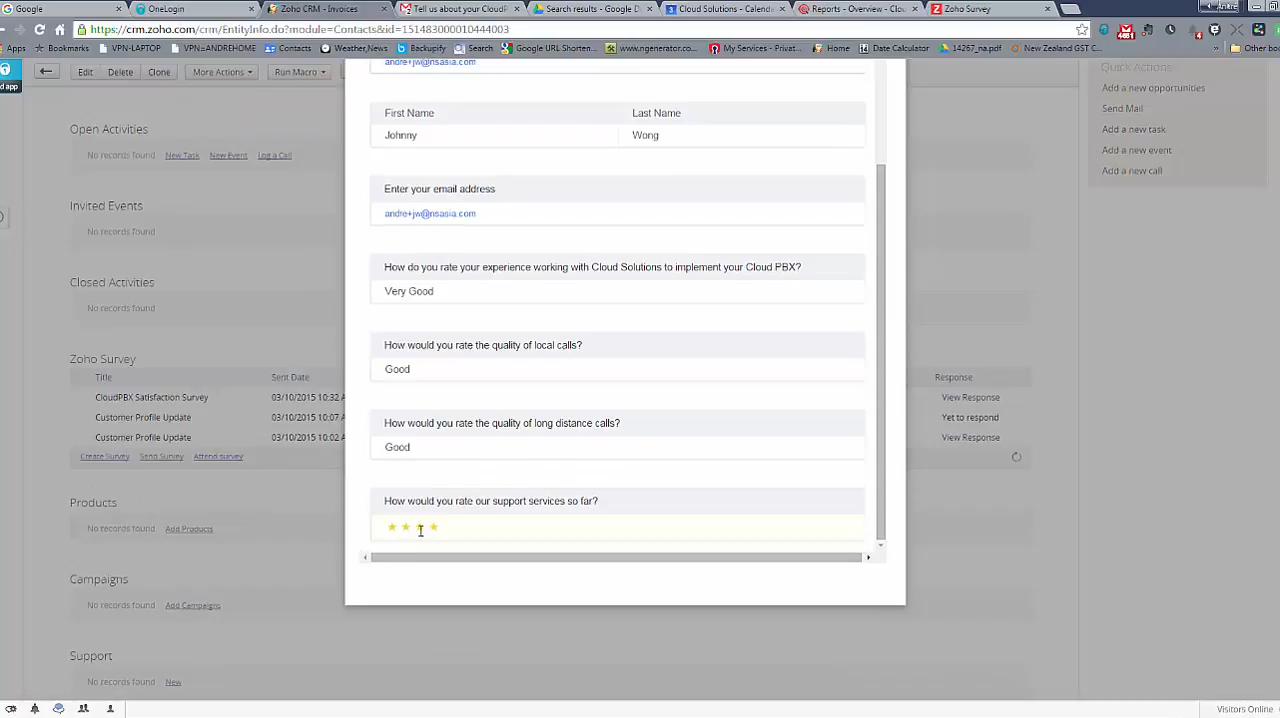 Google
OneLogin
Zoho CRM - Invoices
Tell us about your CloudP
Search results - Google D
Cloud Solutions - Calenda
Reports - Overview - Clo
Zoho Survey
Andre
https://crm.zoho.com/crm/EntityInfo.do?module=Contacts&id=151483000010444003
Apps
Bookmarks
VPN-LAPTOP
VPN=ANDREHOME
Contacts
Weather,News
Backupify
Search
Google URL Shorten...
www.ngenerator.co...
My Services - Privat...
Home
Date Calculator
14267_na.pdf
New Zealand GST C...
Other boo
d app
Edit
Delete
Clone
More Actions
Run Macro
andre+jw@nsasia.com
Quick Actions
Add a new opportunities
Send Mail
Add a new task
Add a new event
Add a new call
Open Activities
No records found New Task New Event Log a Call
Invited Events
No records found
Closed Activities
No records found
Zoho Survey
Title Sent Date Response
CloudPBX Satisfaction Survey 03/10/2015 10:32 A View Response
Customer Profile Update 03/10/2015 10:07 Yet to respond
Customer Profile Update 03/10/2015 10:02 View Response
Create Survey Send Survey Attend survey
Products
No records found Add Products
Campaigns
No records found Add Campaigns
Support
No records found New
First Name Last Name
Johnny Wong
Enter your email address
andre+jw@nsasia.com
How do you rate your experience working with Cloud Solutions to implement your Cloud PBX?
Very Good
How would you rate the quality of local calls?
Good
How would you rate the quality of long distance calls?
Good
How would you rate our support services so far?
Visitors Online